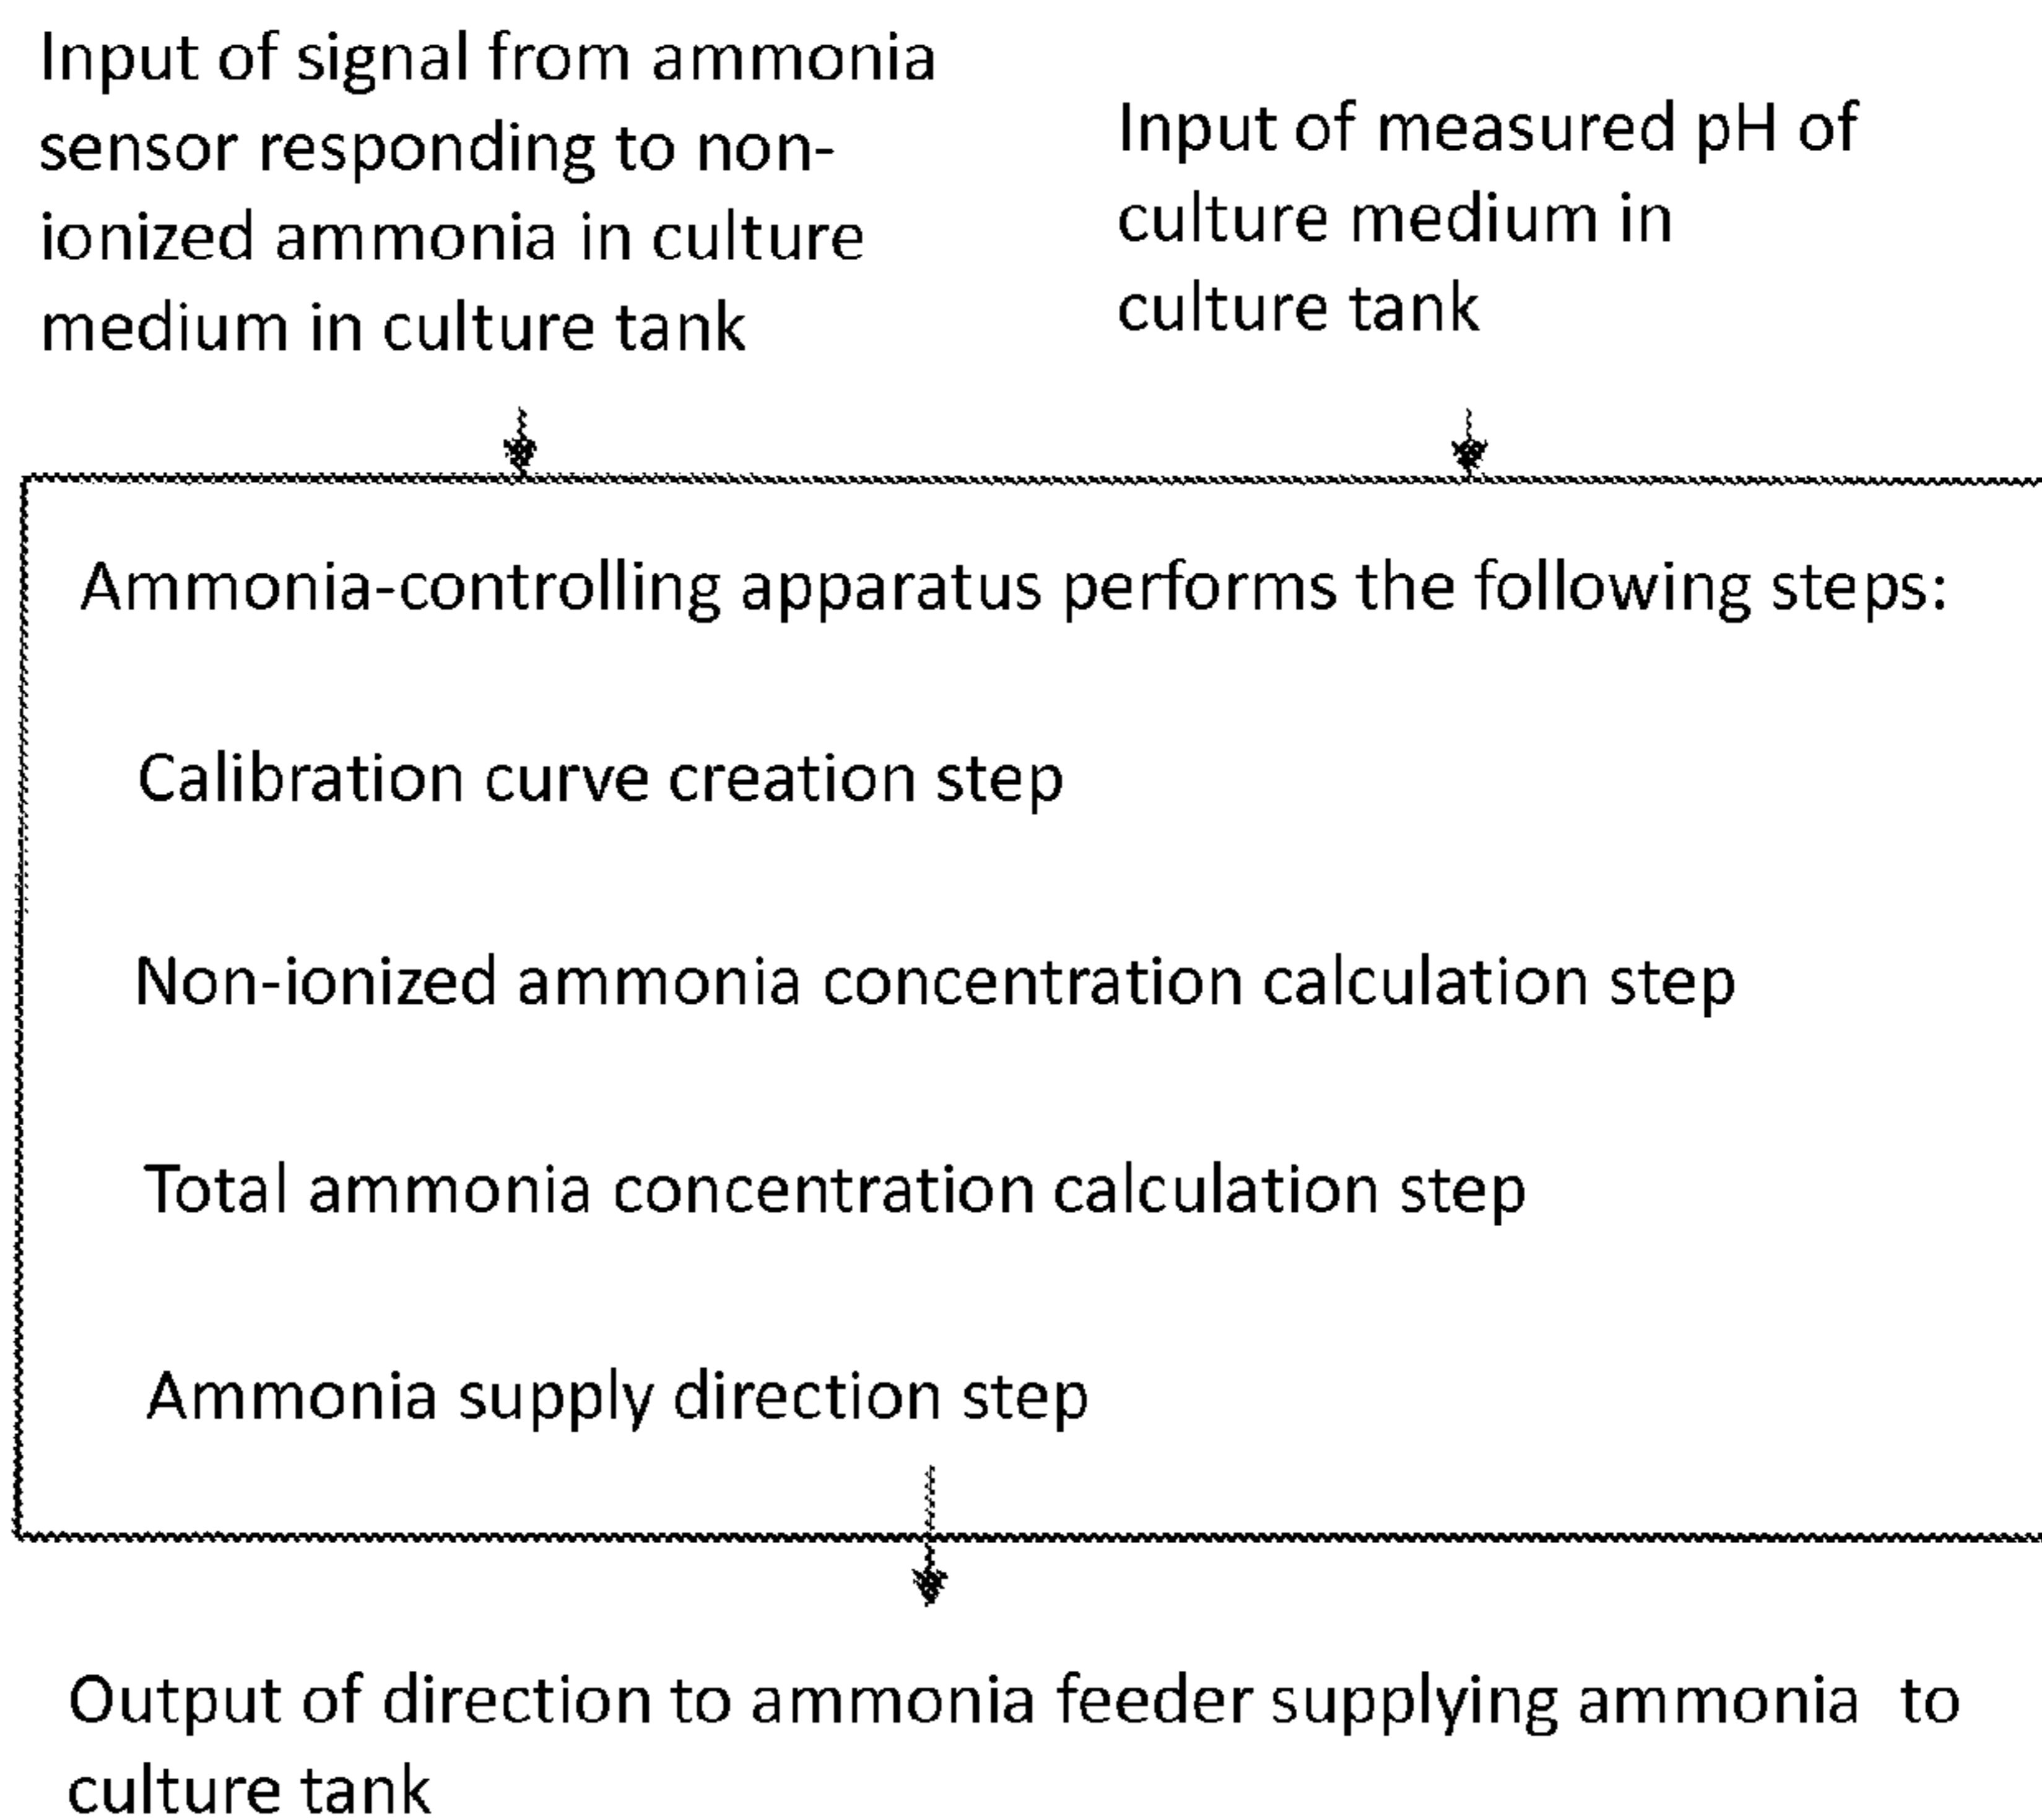 Input of signal from ammonia
sensor responding to non-
ionized ammonia in culture
medium in culture tank
Input of measured pH of
culture medium in
culture tank
Ammonia-controlling apparatus performs the following steps:
Calibration curve creation step
Non-ionized ammonia concentration calculation step
Total ammonia concentration calculation step
Ammonia supply direction step
Output of direction to ammonia feeder supplying ammonia to
culture tank